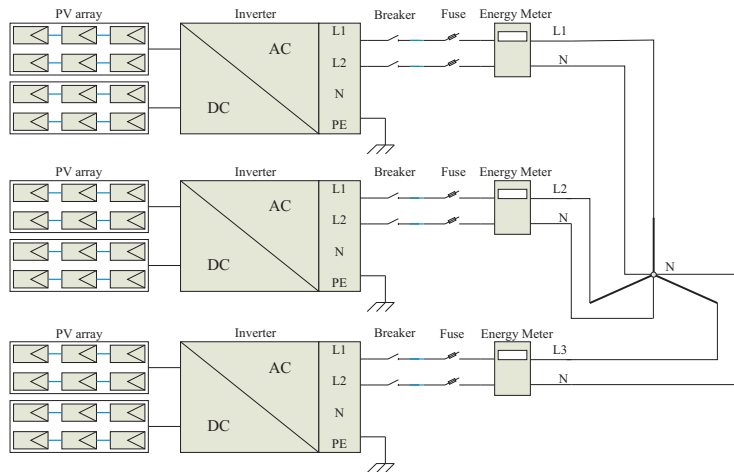 PV array Inverter Breaker Fuse Energy Meter
L1 L1
AC
L2 N
DC N
PE
PV array Inverter Breaker Fuse Energy Meter
L1 L2
AC
L2 N
N
DC N
PE
PV array Inverter Breaker Fuse Energy Meter
L1 L3
AC
L2 N
DC N
PE